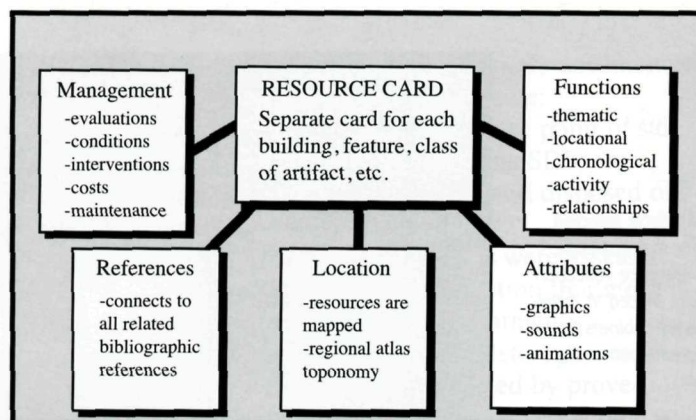 Management
-evaluations
-conditions
-interventions
-costs
-maintenance
RESOURCE CARD
Separate card for each
building, feature, class
of artifact, etc.
Functions
-thematic
-locational
-chronological
-activity
-relationships
References
-connects to
all related
bibliographic
references
Location
-resources are
mapped
-regional atlas
toponomy
Attributes
-graphics
-sounds
-animations